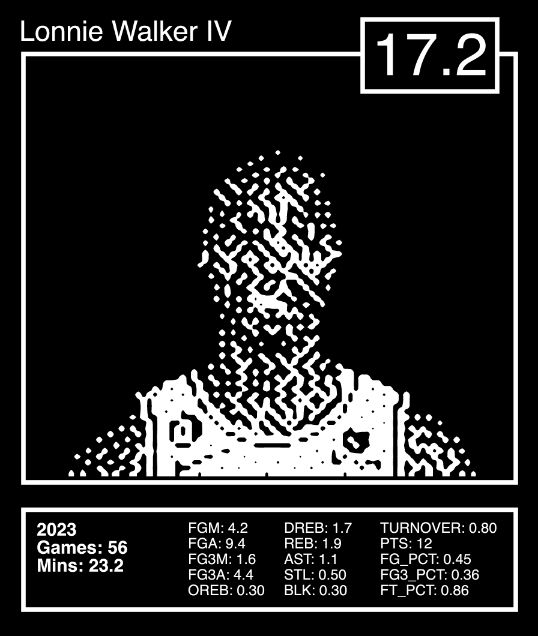 Lonnie Walker IV
17.2
2023
Games: 56
Mins: 23.2
FGM: 4.2
FGA: 9.4
FG3M: 1.6
FG3A: 4.4
OREB: 0.30
DREB: 1.7
REB: 1.9
AST: 1.1
STL: 0.50
BLK: 0.30
TURNOVER: 0.80
PTS: 12
FG_PCT: 0.45
FG3_PCT: 0.36
FT_PCT: 0.86